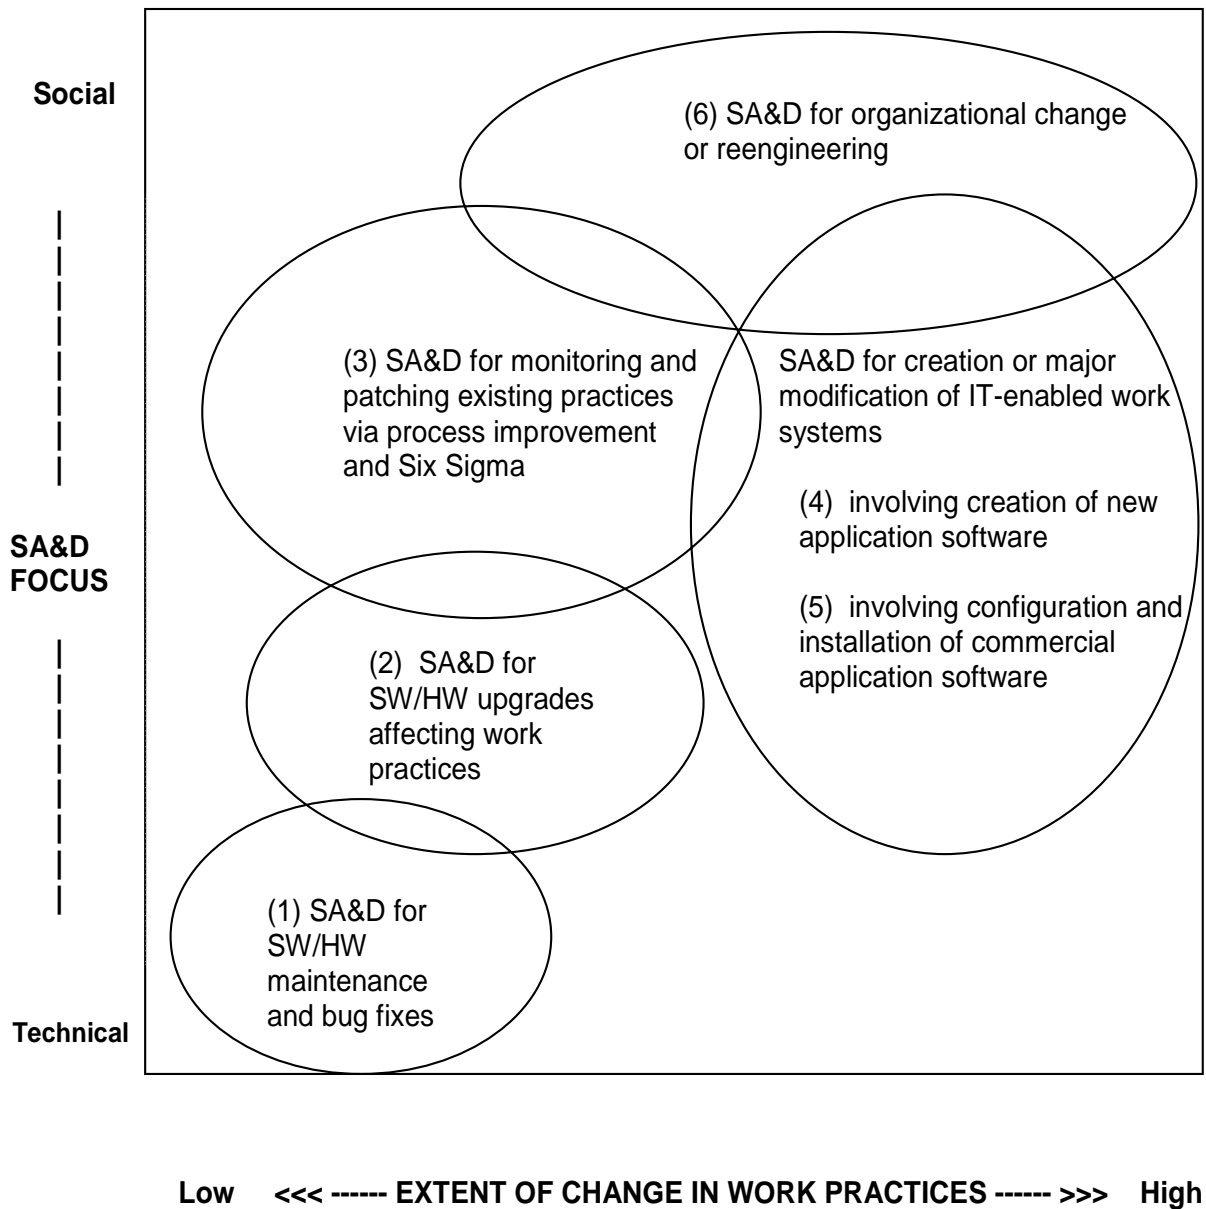 Social
(6) SA&D for organizational change
or reengineering
(3) SA&D for monitoring and
patching existing practices
via process improvement
and Six Sigma
SA&D for creation or major
modification of IT-enabled work
systems
(4) involving creation of new
application software
(5) involving configuration and
installation of commercial
application software
SA&D
FOCUS
(2) SA&D for
SW/HW upgrades
affecting work
practices
(1) SA&D for
SW/HW
maintenance
and bug fixes
Technical
Low <<< ------ EXTENT OF CHANGE IN WORK PRACTICES ------ >>> High